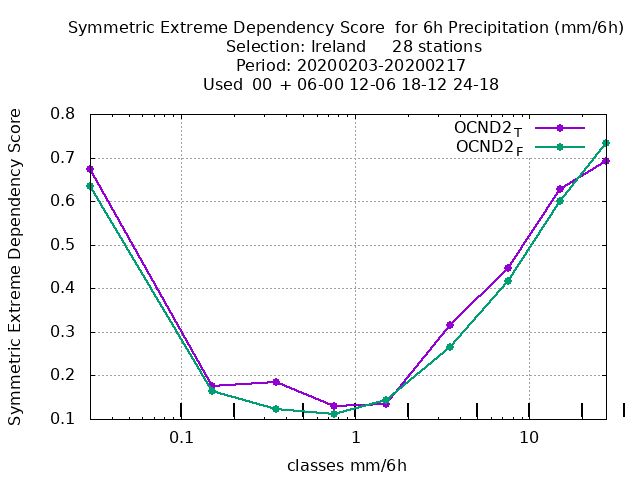 Symmetric Extreme Dependency Score  for 6h Precipitation (mm/6h)
Selection: Ireland     28 stations
Period: 20200203-20200217
Used  00  + 06-00 12-06 18-12 24-18
Symmetric Extreme Dependency Score
0.8
0.7
0.6
0.5
0.4
0.3
0.2
0.1
OCND2T
OCND2F
0.1
1
10
classes mm/6h